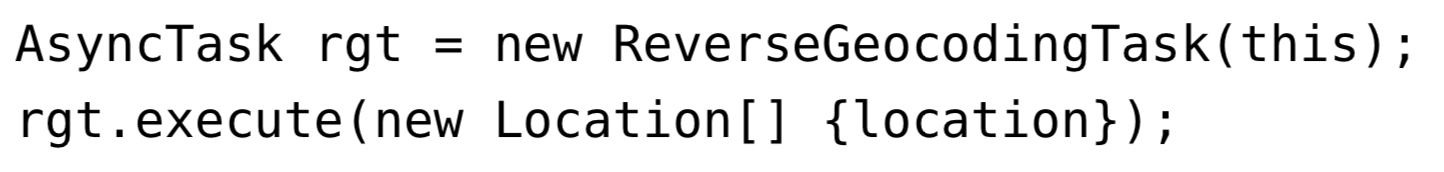 AsyncTask rgt = new ReverseGeocodingTask(this);
rgt.execute(new Location[] {location});